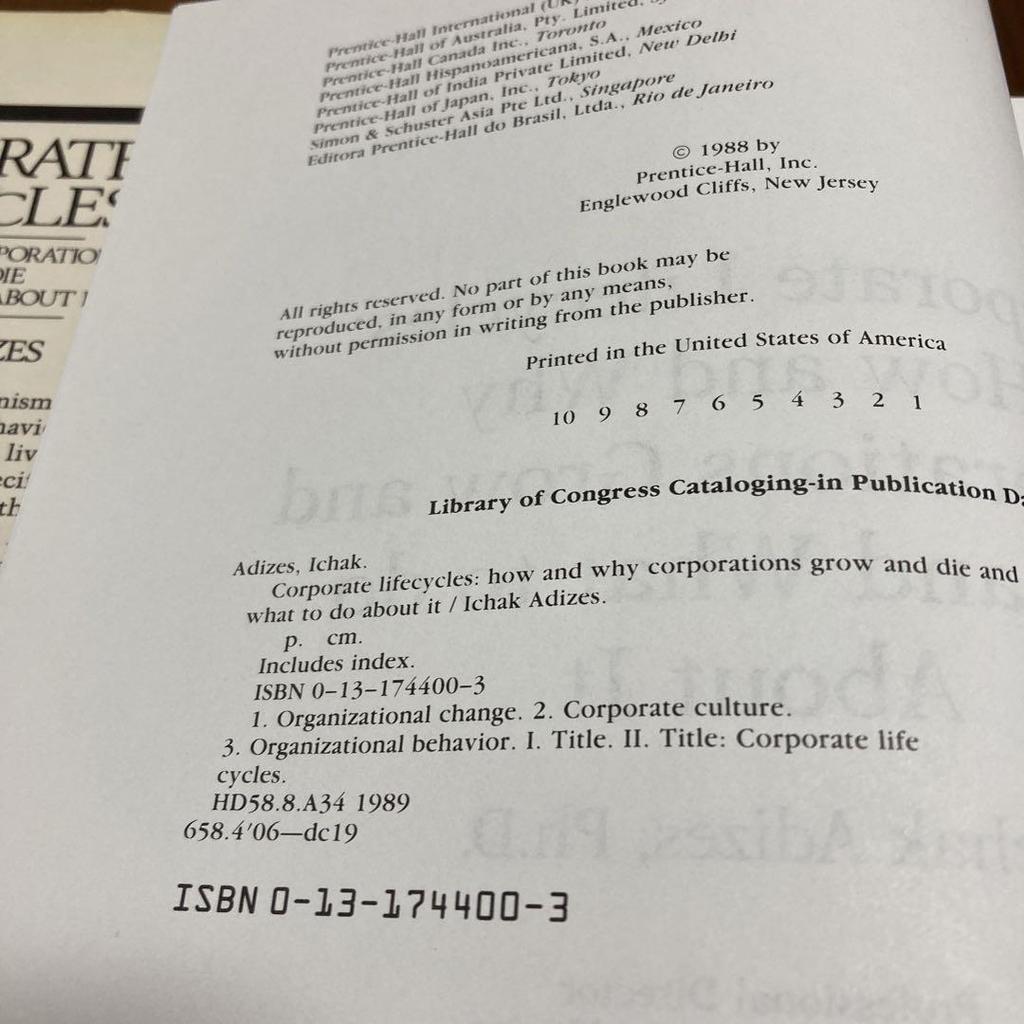 Prentice-Hall International (UK)
Prentice-Hall of Australia, Pty. Limited,
Prentice-Hall Canada Inc., Toronto
Prentice-Hall Hispanoamericana, S.A., Mexico
Prentice-Hall of India Private Limited, New Delhi
Prentice-Hall of Japan, Inc., Tokyo
Simon & Schuster Asia Pte Ltd., Singapore
Editora Prentice-Hall do Brasil, Ltda., Rio de Janeiro
© 1988 by
Prentice-Hall, Inc.
Englewood Cliffs, New Jersey
All rights reserved. No part of this book may be
reproduced, in any form or by any means,
without permission in writing from the publisher.
Printed in the United States of America
10 9 8 7 6 5 4 3 2 1
Library of Congress Cataloging-in Publication
Adizes, Ichak.
Corporate lifecycles: how and why corporations grow and die and
what to do about it / Ichak Adizes.
p. cm.
Includes index.
ISBN 0-13-174400-3
1. Organizational change. 2. Corporate culture.
3. Organizational behavior. I. Title. II. Title: Corporate life
cycles.
HD58.8.A34 1989
658.4'06—dc19
ISBN 0-13-174400-3